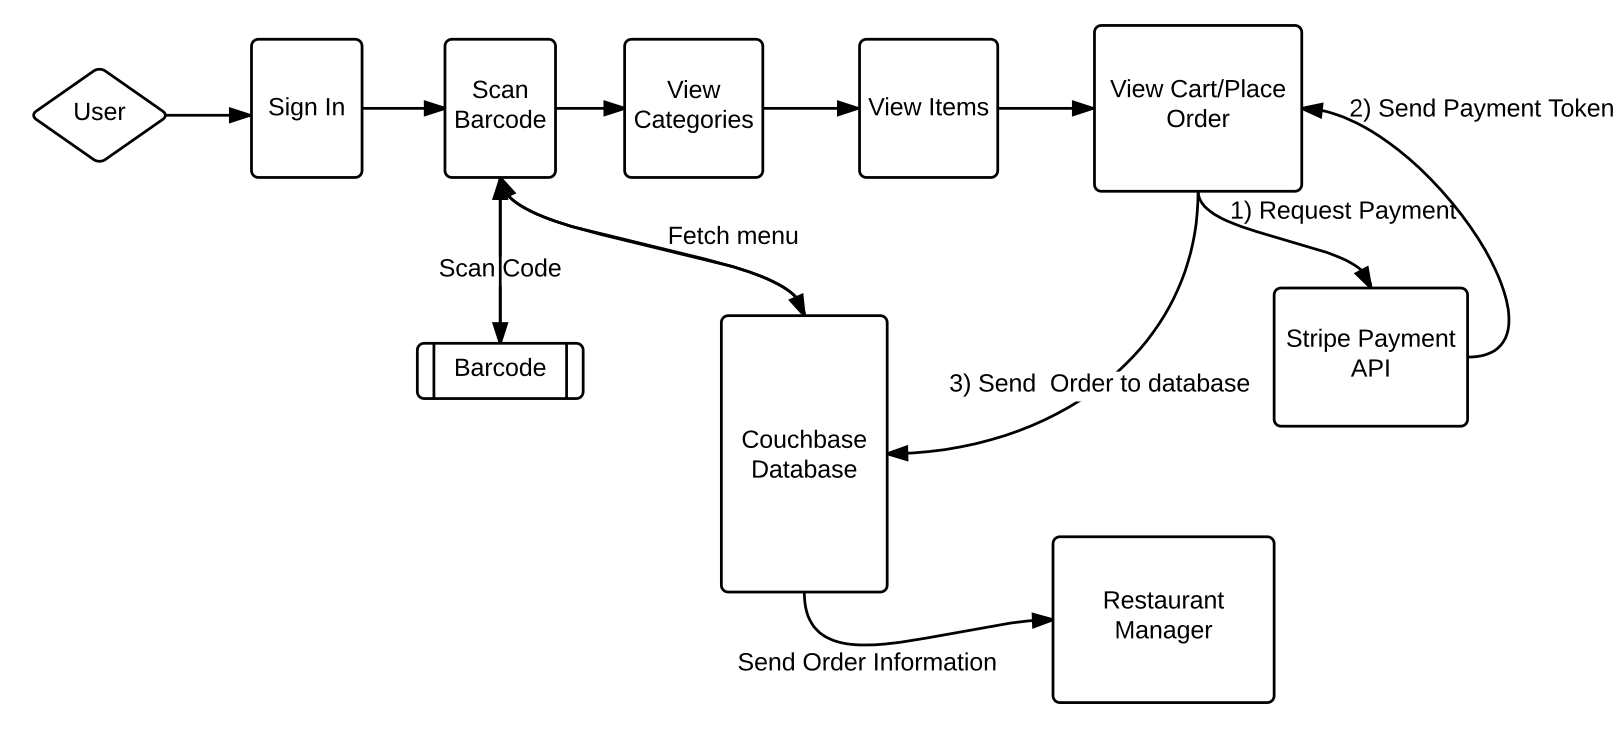 User
Sign In
Scan
Barcode
View
Categories
View Items
View Cart/Place
Order
2) Send Payment Token
1) Request Payment
Fetch menu
Scan Code
Barcode
Stripe Payment
API
3) Send  Order to database
Couchbase
Database
Restaurant
Manager
Send Order Information